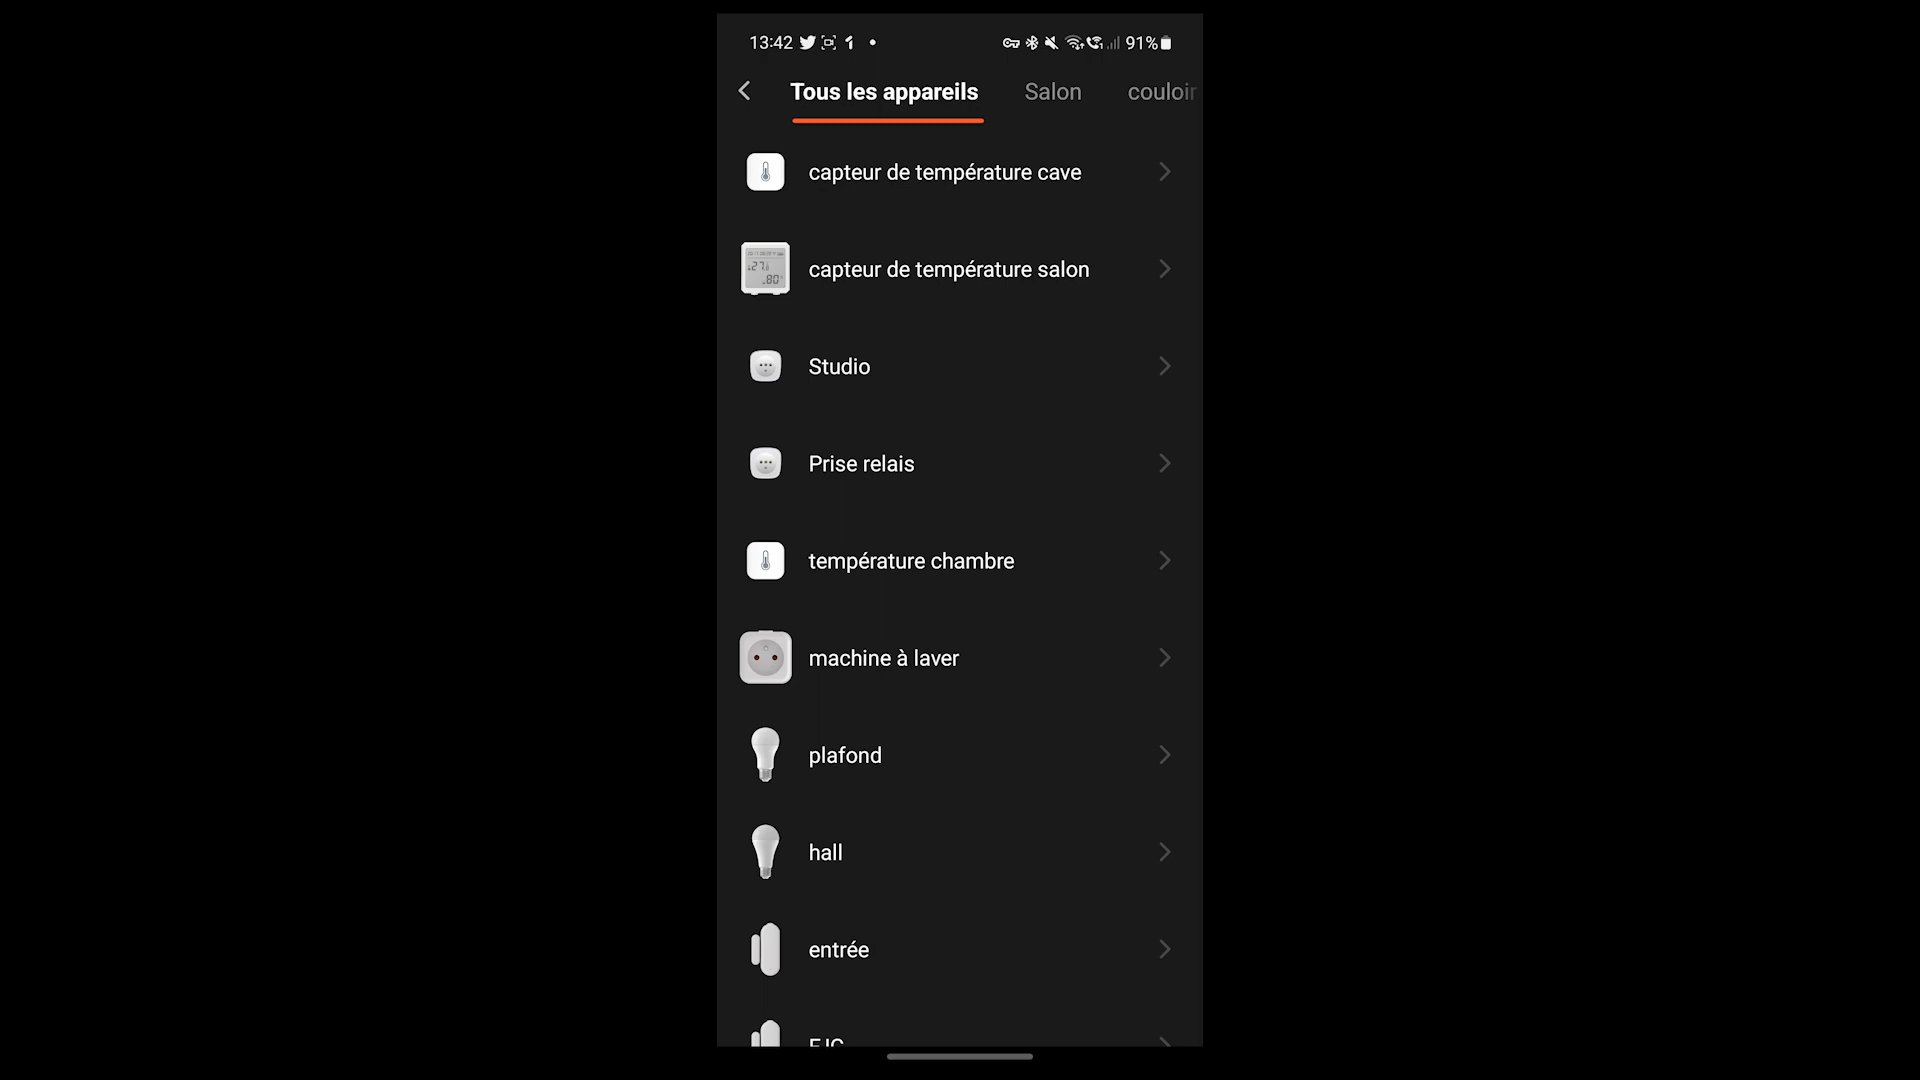 13:42 91%
Tous les appareils Salon couloir
capteur de température cave
capteur de température salon
Studio
Prise relais
température chambre
machine à laver
plafond
hall
entrée